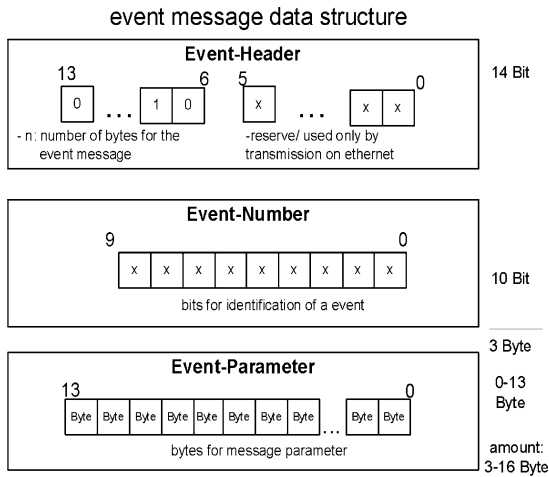 event message data structure
Event-Header
13 6 5 0
14 Bit
0 ... 1 0 x ... x x
- n: number of bytes for the -reserve/ used only by
event message transmission on ethernet
Event-Number
9 0
x x x x x x x x x
10 Bit
bits for identification of a event
3 Byte
Event-Parameter
0-13
Byte
13 0
Byte Byte Byte Byte Byte Byte Byte Byte ... Byte Byte
bytes for message parameter
amount:
3-16 Byte